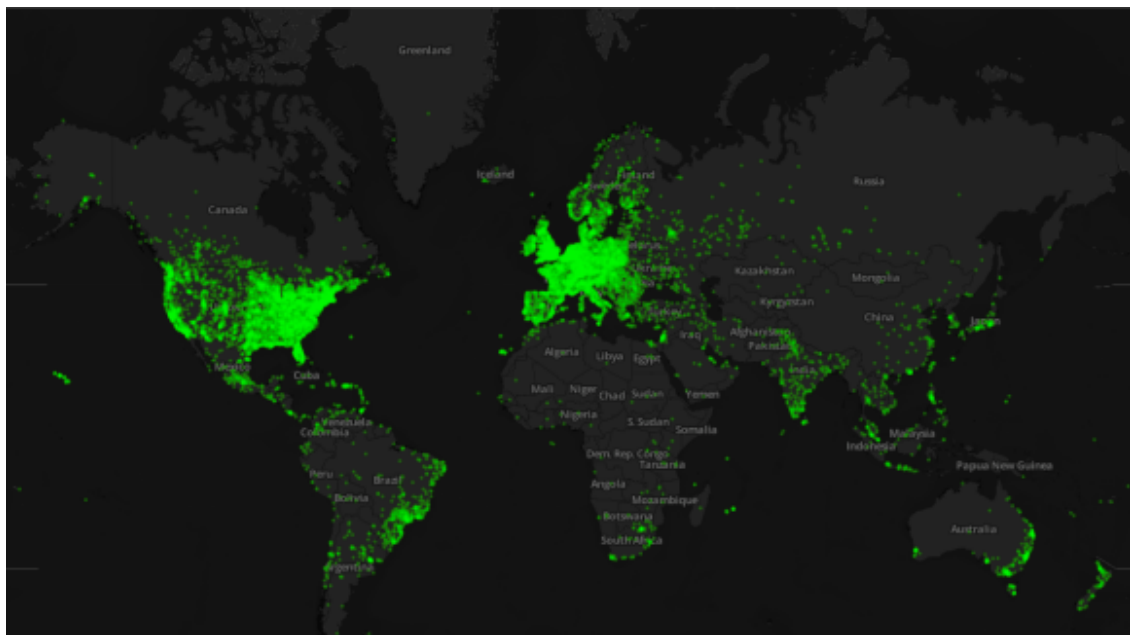 Greenland
Iceland
Finland
Russia
Canada
Kazakhstan
Mongolia
Kyrgystan
China
Japan
Turkey
Iraq
Afghanistan
Pakistan
Algeria
Libya
Egypt
India
Mexico
Cuba
Mali
Niger
Chad
Sudan
Yemen
Nigeria
S. Sudan
Somalia
Venezuela
Colombia
Malaysia
Indonesia
Dem. Rep. Congo
Tanzania
Papua New Guinea
Peru
Brazil
Bolivia
Angola
Mozambique
Botswana
South Africa
Australia
Argentina